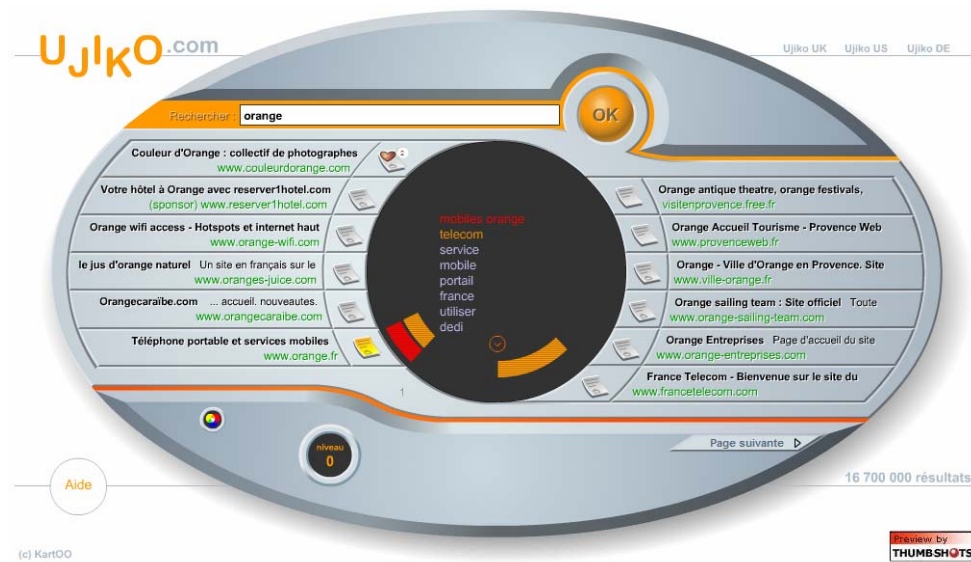 UJIKO.com
Ujiko UK Ujiko US Ujiko DE
Rechercher : orange
OK
Couleur d'Orange : collectif de photographes
www.couleurdorange.com
Votre hôtel à Orange avec reserver1hotel.com
(sponsor) www.reserver1hotel.com
Orange wifi access - Hotspots et internet haut
www.orange-wifi.com
le jus d'orange naturel Un site en français sur le
www.oranges-juice.com
Orangecaraïbe.com ... accueil. nouveautes.
www.orangecaraibe.com
Téléphone portable et services mobiles
www.orange.fr
mobiles orange
telecom
service
mobile
portail
france
utiliser
dedi
Orange antique theatre, orange festivals,
visitenprovence.free.fr
Orange Accueil Tourisme - Provence Web
www.provenceweb.fr
Orange - Ville d'Orange en Provence. Site
www.ville-orange.fr
Orange sailing team : Site officiel Toute
www.orange-sailing-team.com
Orange Entreprises Page d'accueil du site
www.orange-entreprises.com
France Telecom - Bienvenue sur le site du
www.francetelecom.com
1
niveau
0
Page suivante
Aide
16 700 000 résultats
(c) KartOO
Preview by
THUMBSHOTS